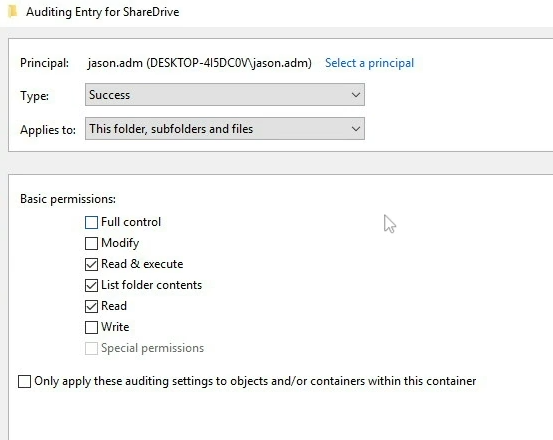 Auditing Entry for ShareDrive
Principal: jason.adm (DESKTOP-4I5DC0V\jason.adm) Select a principal
Type: Success
Applies to: This folder, subfolders and files
Basic permissions:
Full control
Modify
Read & execute
List folder contents
Read
Write
Special permissions
Only apply these auditing settings to objects and/or containers within this container